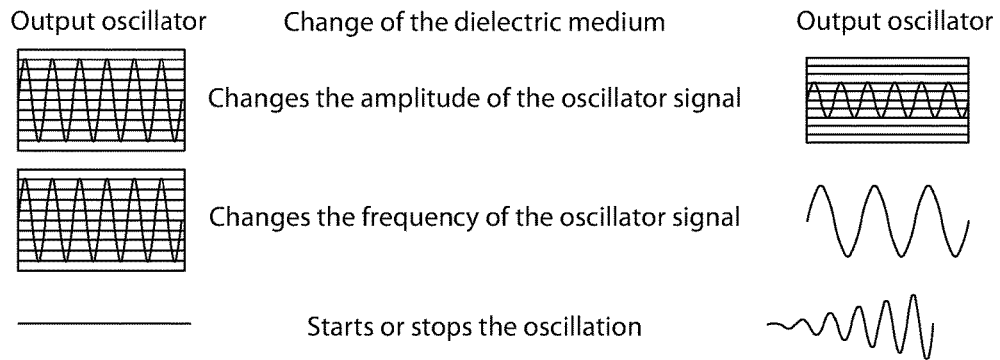 Output oscillator Change of the dielectric medium Output oscillator
Changes the amplitude of the oscillator signal
Changes the frequency of the oscillator signal
Starts or stops the oscillation